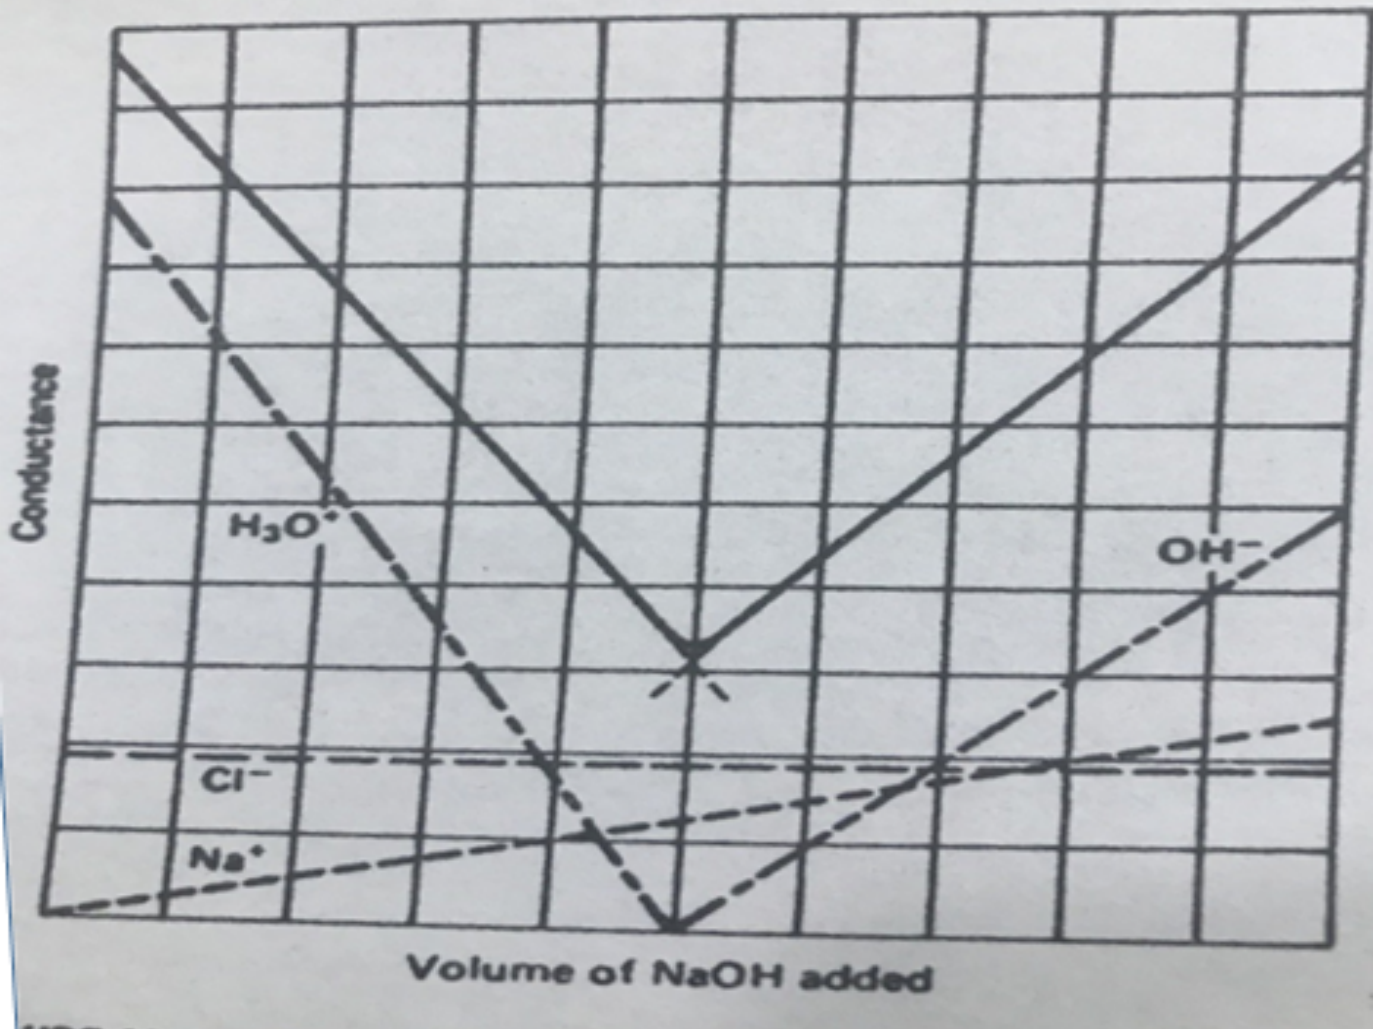 Conductance
H₃O⁺
OH⁻
Cl⁻
Na⁺
Volume of NaOH added